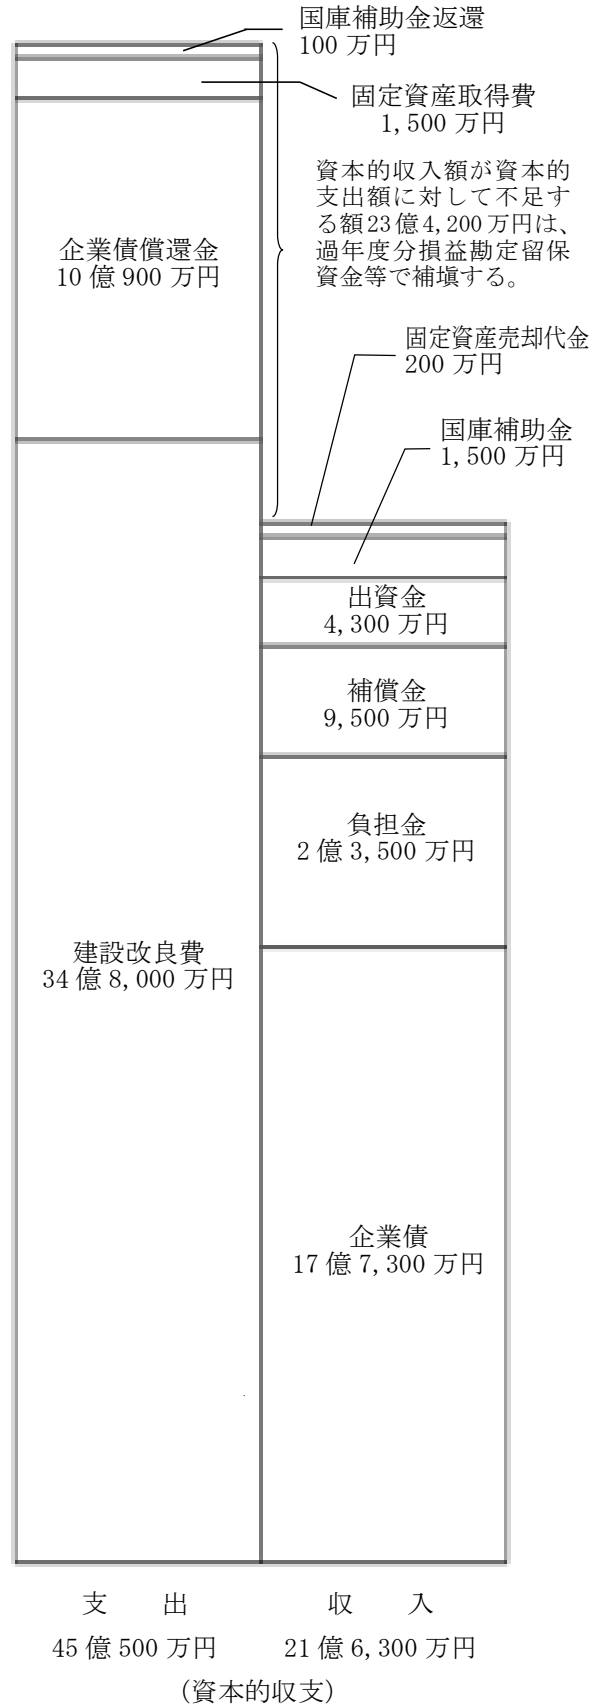 国庫補助金返還
100 万円
固定資産取得費
1,500 万円
資本的収入額が資本的
支出額に対して不足す
る額23億4,200万円は、
過年度分損益勘定留保
資金等で補塡する。
企業債償還金
10 億 900 万円
固定資産売却代金
200 万円
国庫補助金
1,500 万円
出資金
4,300 万円
補償金
9,500 万円
負担金
2 億 3,500 万円
建設改良費
34 億 8,000 万円
企業債
17 億 7,300 万円
支　　出　　　　　収　　入
45 億 500 万円　　21 億 6,300 万円
(資本的収支)